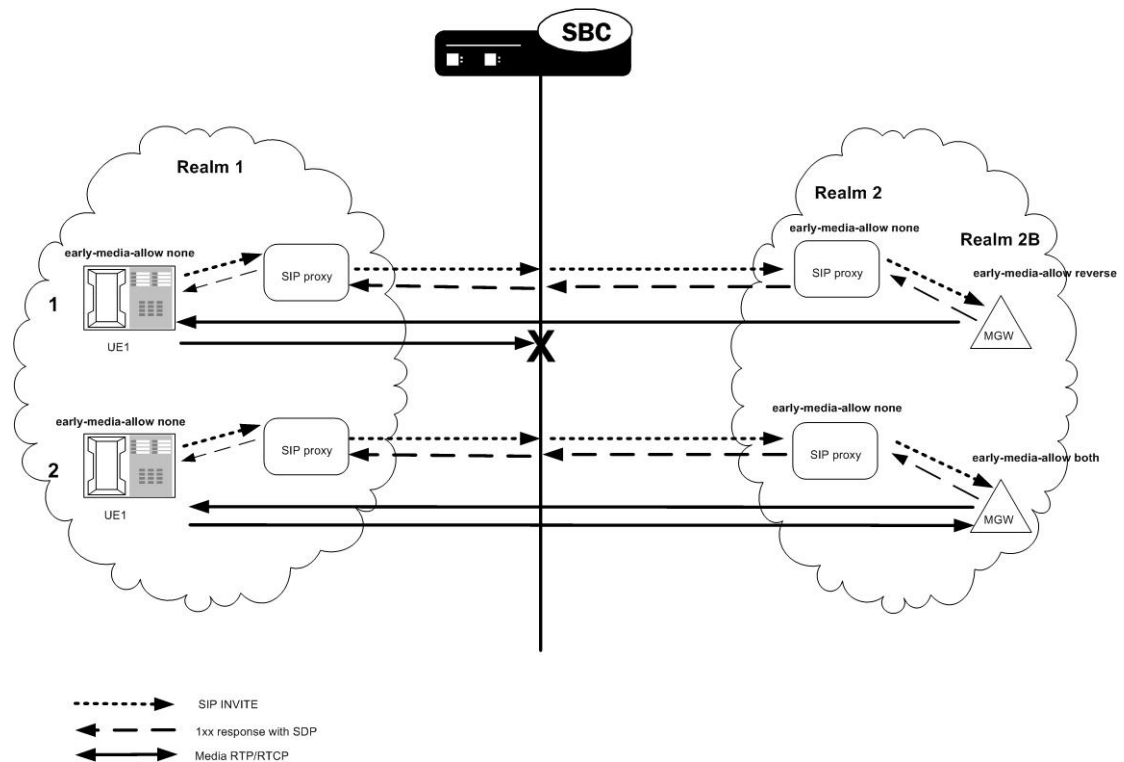 SBC
Realm 1
Realm 2
early-media-allow none
Realm 2B
early-media-allow none
SIP proxy
SIP proxy
early-media-allow reverse
1
MGW
UE1
X
early-media-allow none
early-media-allow none
SIP proxy
SIP proxy
early-media-allow both
2
UE1
MGW
SIP INVITE
1xx response with SDP
Media RTP/RTCP